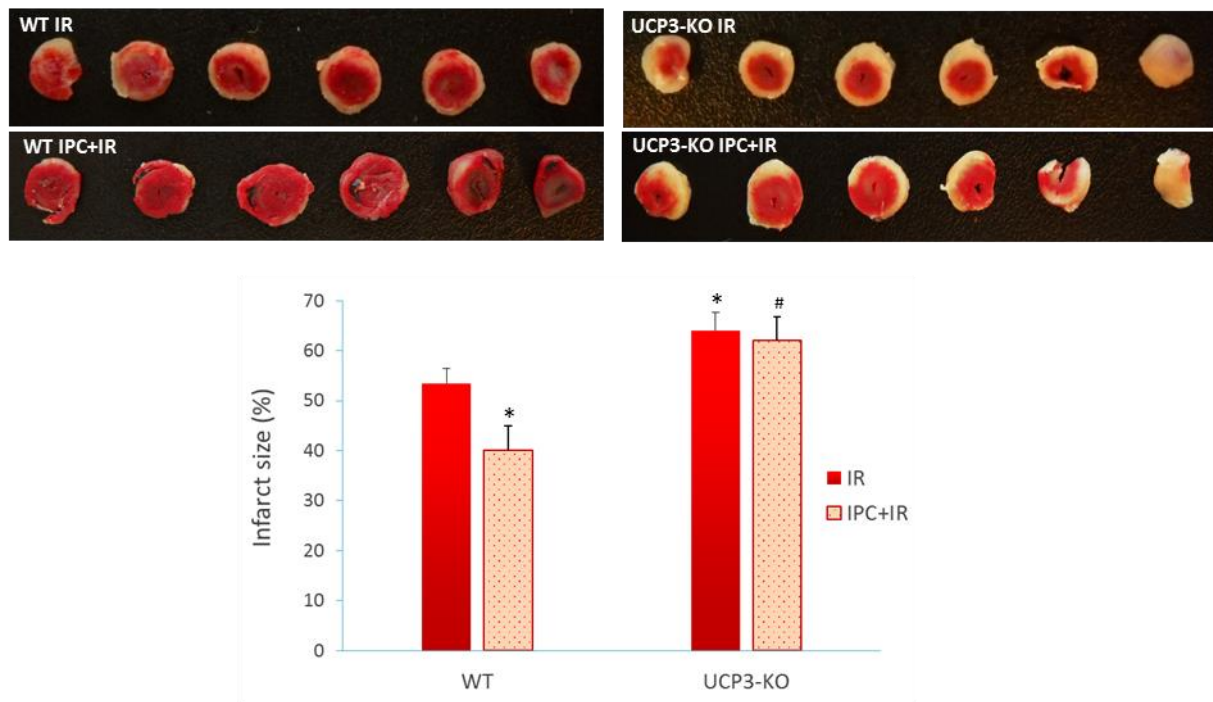 WT IR
UCP3-KO IR
WT IPC+IR
UCP3-KO IPC+IR
70
60
50
40
30
20
10
0
Infarct size (%)
*
*
#
WT
UCP3-KO
IR
IPC+IR